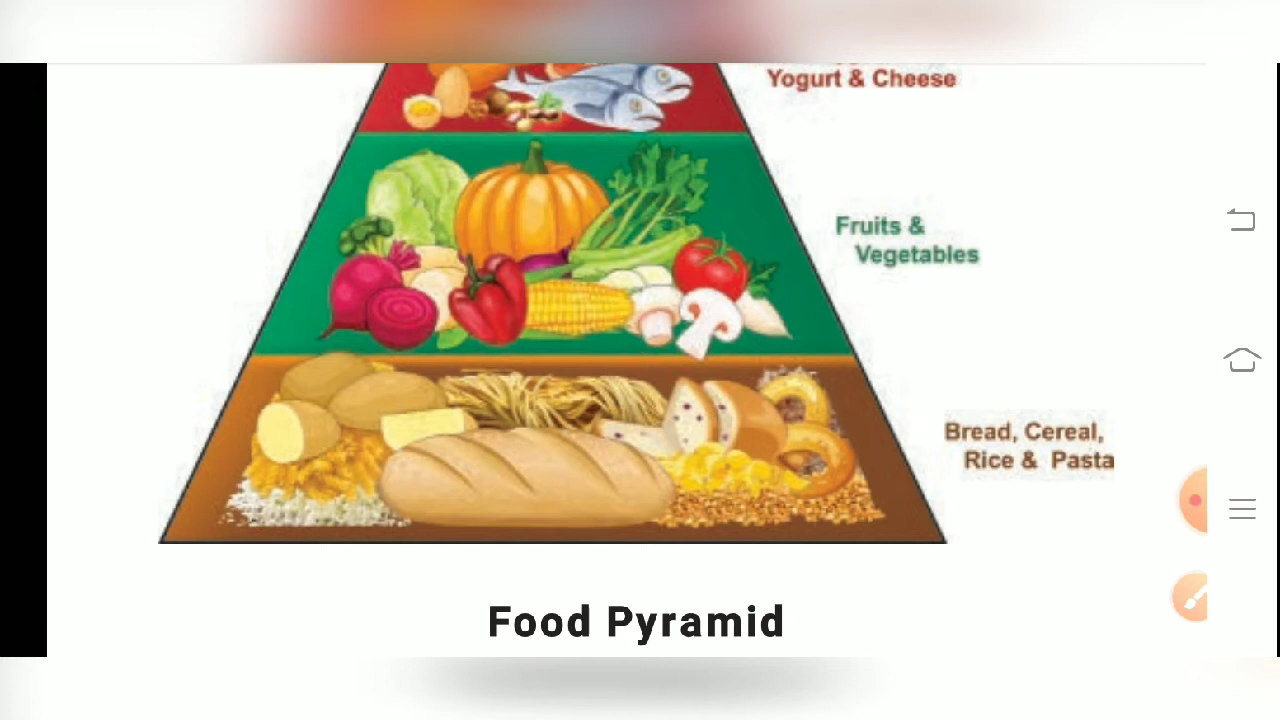 Yogurt & Cheese
Fruits &
Vegetables
Bread, Cereal,
Rice & Pasta
Food Pyramid